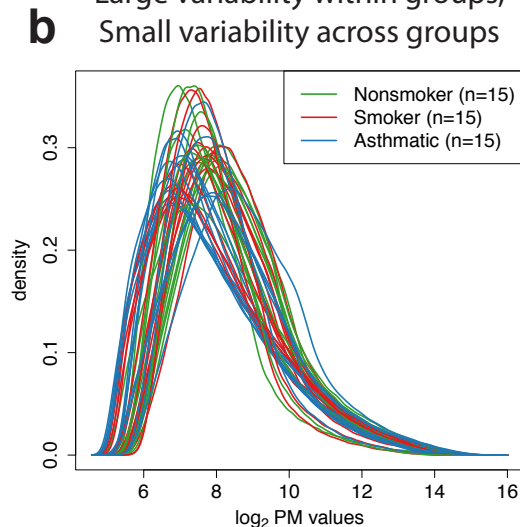 b
Large variability within groups,
Small variability across groups
Nonsmoker (n=15)
Smoker (n=15)
Asthmatic (n=15)
density
0.3
0.2
0.1
0.0
6 8 10 12 14 16
log₂ PM values